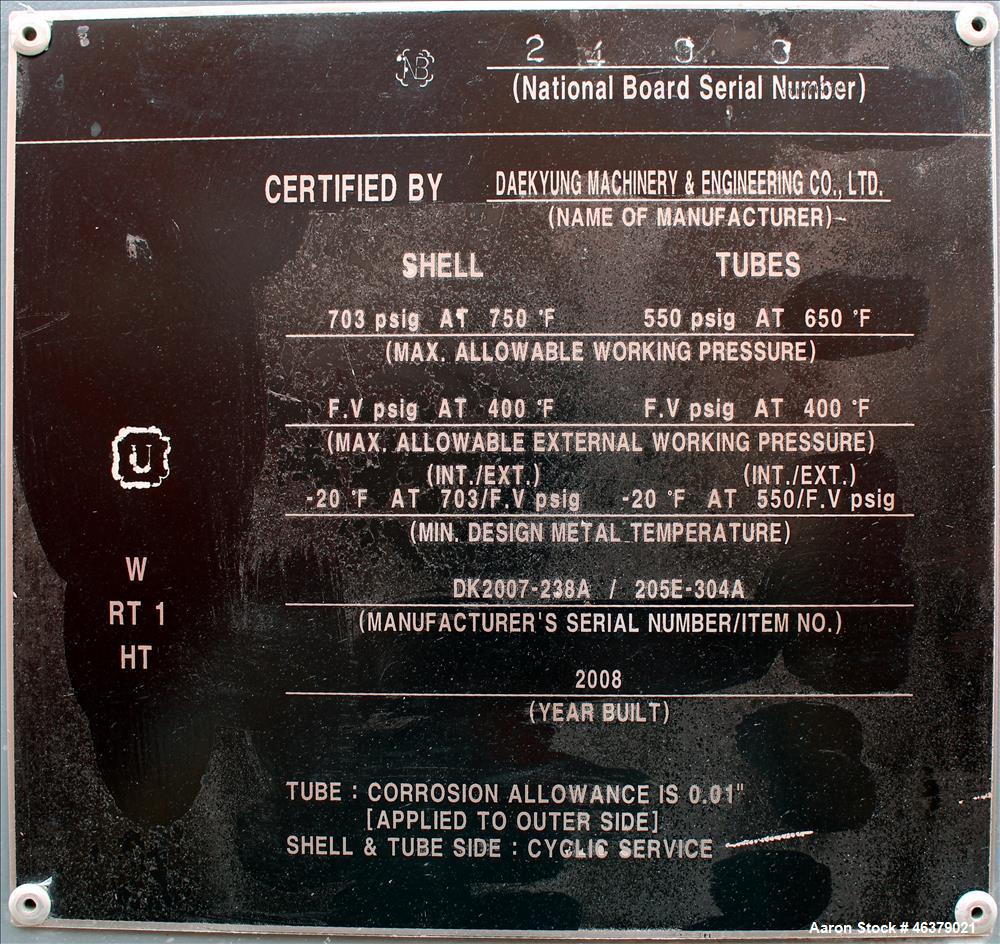 NB
(National Board Serial Number)
CERTIFIED BY DAEKYUNG MACHINERY & ENGINEERING CO., LTD.
(NAME OF MANUFACTURER)
SHELL TUBES
703 psig AT 750 °F 550 psig AT 650 °F
(MAX. ALLOWABLE WORKING PRESSURE)
F.V psig AT 400 °F F.V psig AT 400 °F
(MAX. ALLOWABLE EXTERNAL WORKING PRESSURE)
(INT./EXT.) (INT./EXT.)
-20 °F AT 703/F.V psig -20 °F AT 550/F.V psig
(MIN. DESIGN METAL TEMPERATURE)
U
W
RT 1
HT
DK2007-238A / 205E-304A
(MANUFACTURER'S SERIAL NUMBER/ITEM NO.)
2008
(YEAR BUILT)
TUBE : CORROSION ALLOWANCE IS 0.01"
[APPLIED TO OUTER SIDE]
SHELL & TUBE SIDE : CYCLIC SERVICE
Aaron Stock # 46379021